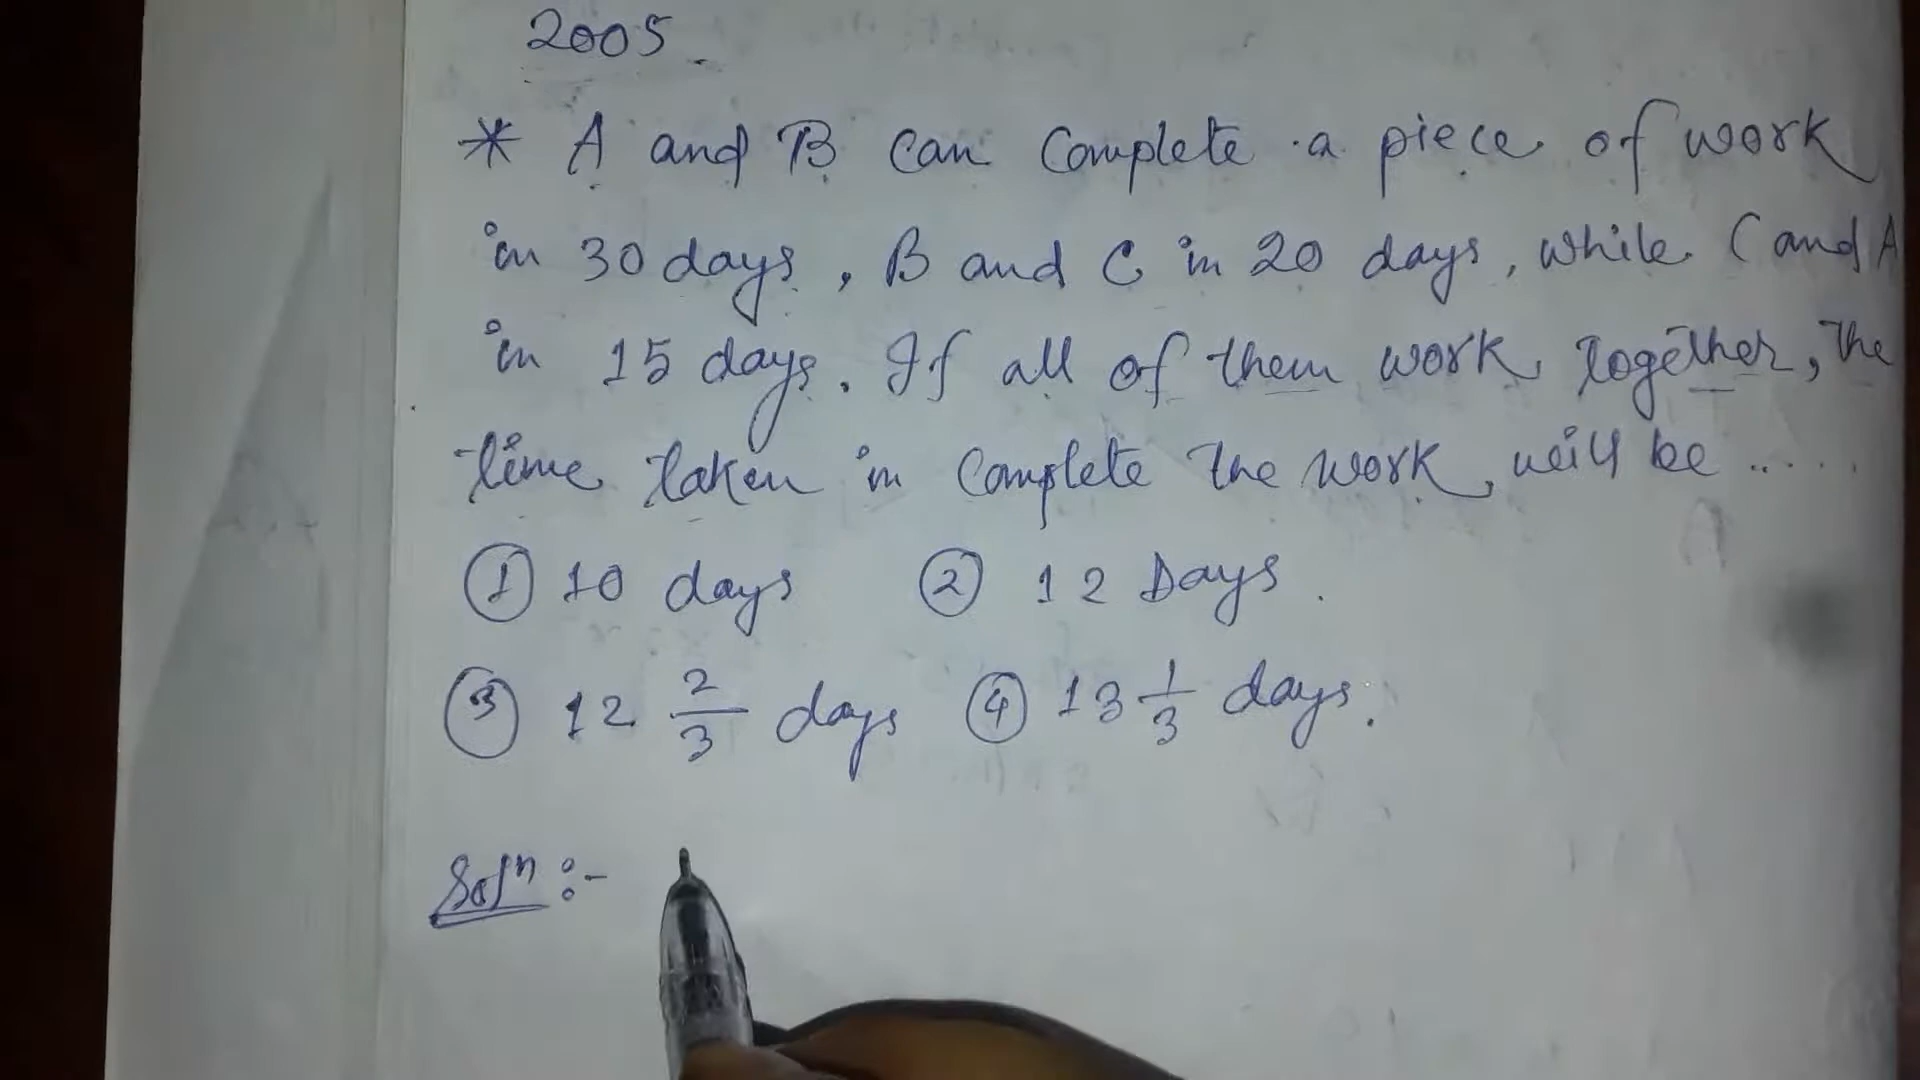 2005.
* A and B can complete a piece of work
in 30 days, B and C in 20 days, while C and A
in 15 days. If all of them work together, the
time taken in complete the work, will be .....
① 10 days ② 12 Days.
③ 12 2/3 days ④ 13 1/3 days.
Solⁿ :-